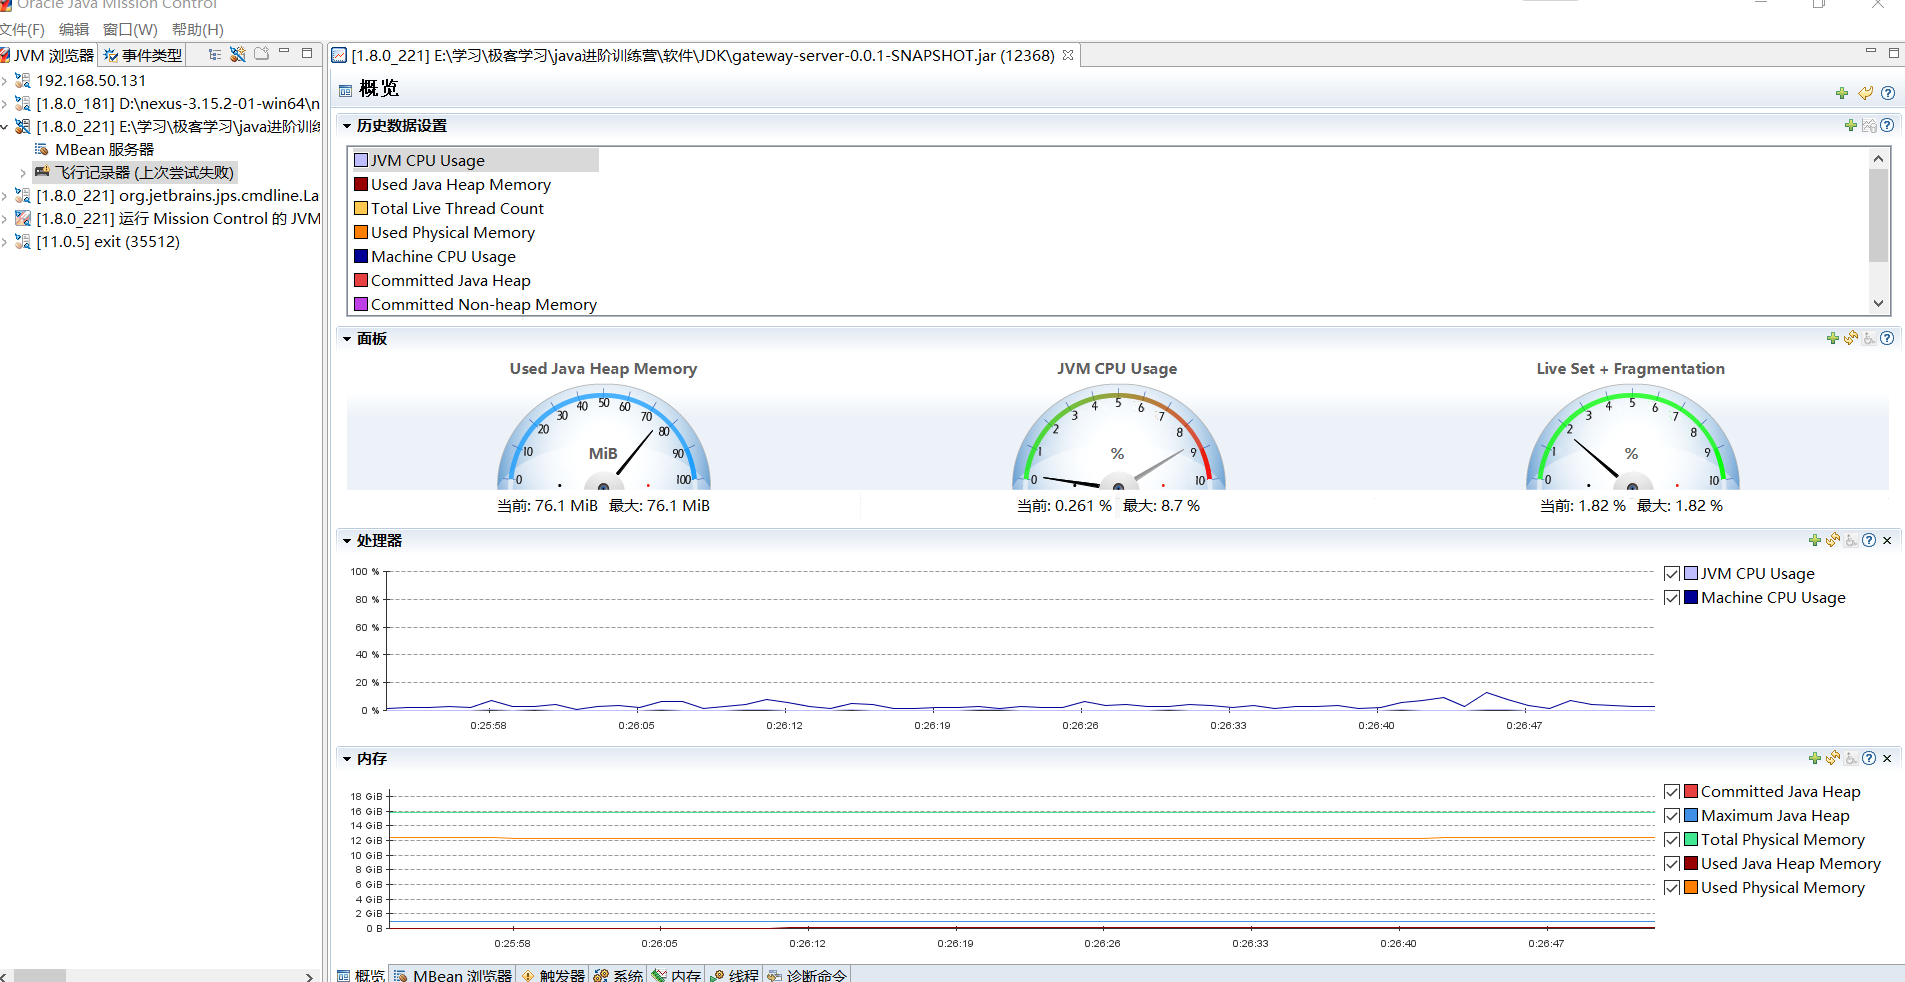 Oracle Java Mission Control
文件(F) 编辑 窗口(W) 帮助(H)
JVM 浏览器 事件类型
192.168.50.131
[1.8.0_181] D:\nexus-3.15.2-01-win64\n
[1.8.0_221] E:\学习\极客学习\java进阶训练
MBean 服务器
飞行记录器 (上次尝试失败)
[1.8.0_221] org.jetbrains.jps.cmdline.La
[1.8.0_221] 运行 Mission Control 的 JVM
[11.0.5] exit (35512)
[1.8.0_221] E:\学习\极客学习\java进阶训练营\软件\JDK\gateway-server-0.0.1-SNAPSHOT.jar (12368)
概览
历史数据设置
JVM CPU Usage
Used Java Heap Memory
Total Live Thread Count
Used Physical Memory
Machine CPU Usage
Committed Java Heap
Committed Non-heap Memory
面板
Used Java Heap Memory
0 10 20 30 40 50 60 70 80 90 100
MiB
当前: 76.1 MiB 最大: 76.1 MiB
JVM CPU Usage
0 1 2 3 4 5 6 7 8 9 10
%
当前: 0.261 % 最大: 8.7 %
Live Set + Fragmentation
0 1 2 3 4 5 6 7 8 9 10
%
当前: 1.82 % 最大: 1.82 %
处理器
100 %
80 %
60 %
40 %
20 %
0 %
0:25:58 0:26:05 0:26:12 0:26:19 0:26:26 0:26:33 0:26:40 0:26:47
JVM CPU Usage
Machine CPU Usage
内存
18 GiB
16 GiB
14 GiB
12 GiB
10 GiB
8 GiB
6 GiB
4 GiB
2 GiB
0 B
0:25:58 0:26:05 0:26:12 0:26:19 0:26:26 0:26:33 0:26:40 0:26:47
Committed Java Heap
Maximum Java Heap
Total Physical Memory
Used Java Heap Memory
Used Physical Memory
概览 MBean 浏览器 触发器 系统 内存 线程 诊断命令